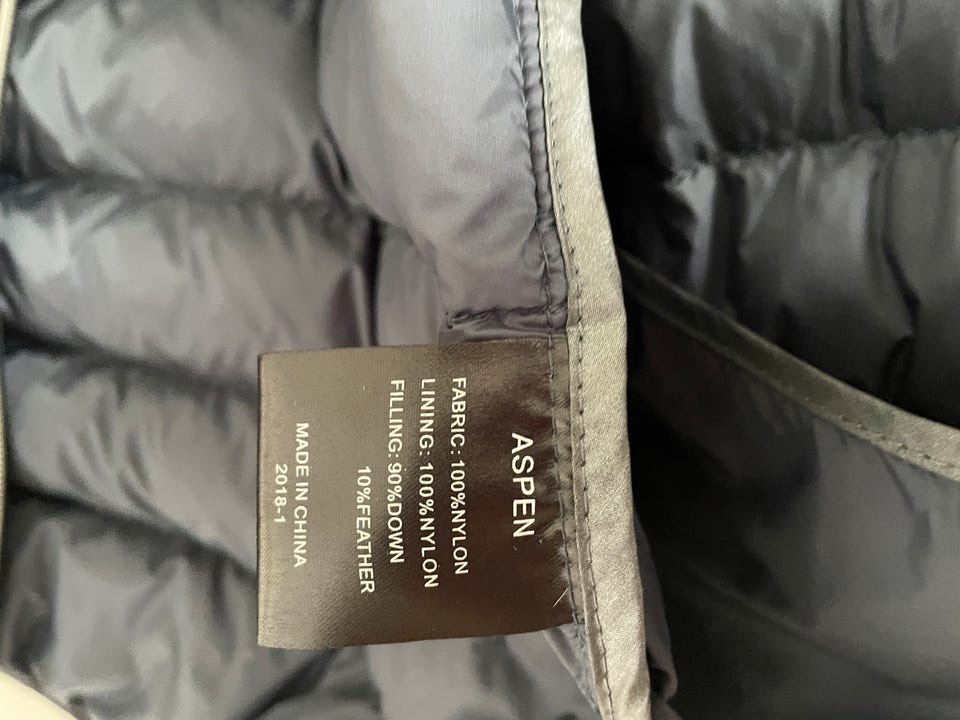 ASPEN
FABRIC: 100%NYLON
LINING: 100%NYLON
FILLING: 90%DOWN
10%FEATHER
MADE IN CHINA
2018-1